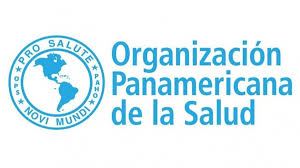 PRO SALUTE
OPS
PAHO
NOVI MUNDI
Organización
Panamericana
de la Salud